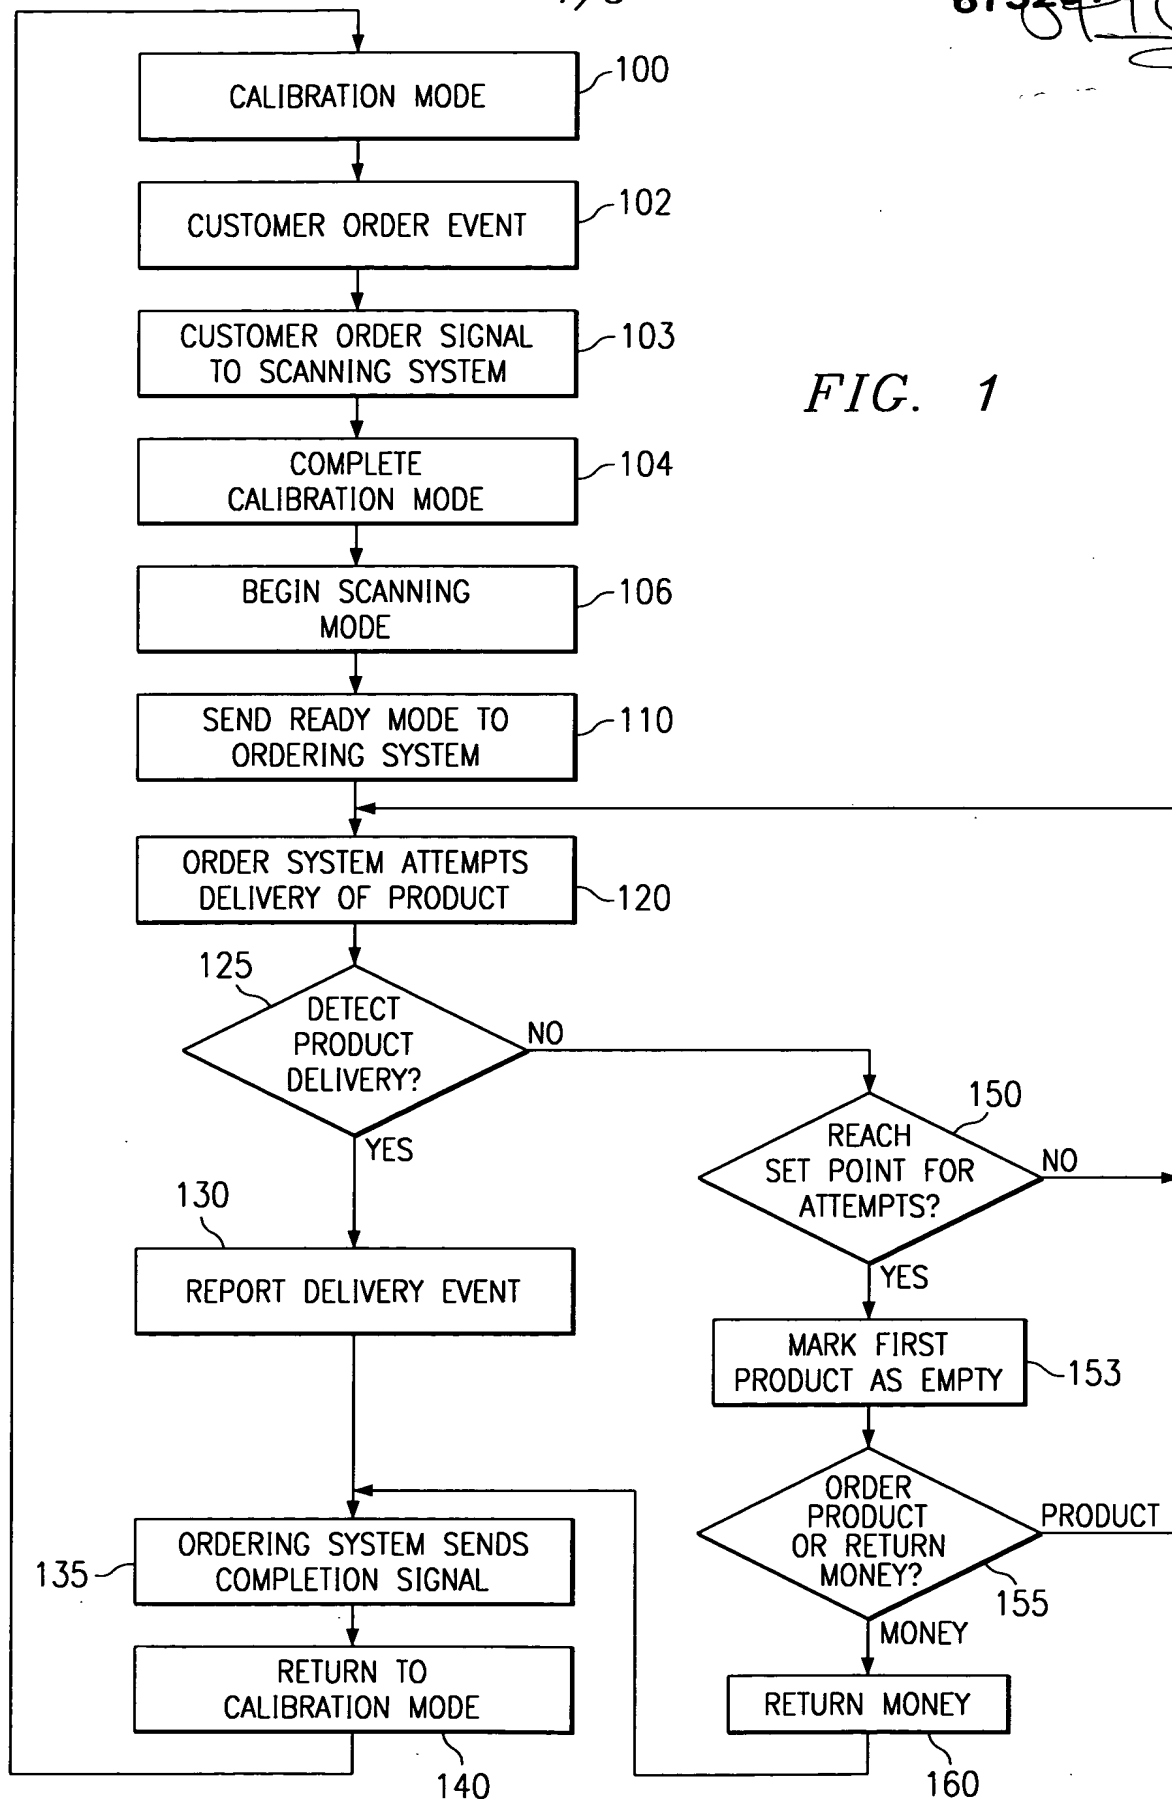 CALIBRATION MODE
100
CUSTOMER ORDER EVENT
102
CUSTOMER ORDER SIGNAL
TO SCANNING SYSTEM
103
FIG. 1
COMPLETE
CALIBRATION MODE
104
BEGIN SCANNING
MODE
106
SEND READY MODE TO
ORDERING SYSTEM
110
ORDER SYSTEM ATTEMPTS
DELIVERY OF PRODUCT
120
125
DETECT
PRODUCT
DELIVERY?
NO
YES
150
REACH
SET POINT FOR
ATTEMPTS?
NO
YES
130
REPORT DELIVERY EVENT
MARK FIRST
PRODUCT AS EMPTY
153
ORDER
PRODUCT
OR RETURN
MONEY?
PRODUCT
155
MONEY
ORDERING SYSTEM SENDS
COMPLETION SIGNAL
135
RETURN TO
CALIBRATION MODE
140
RETURN MONEY
160